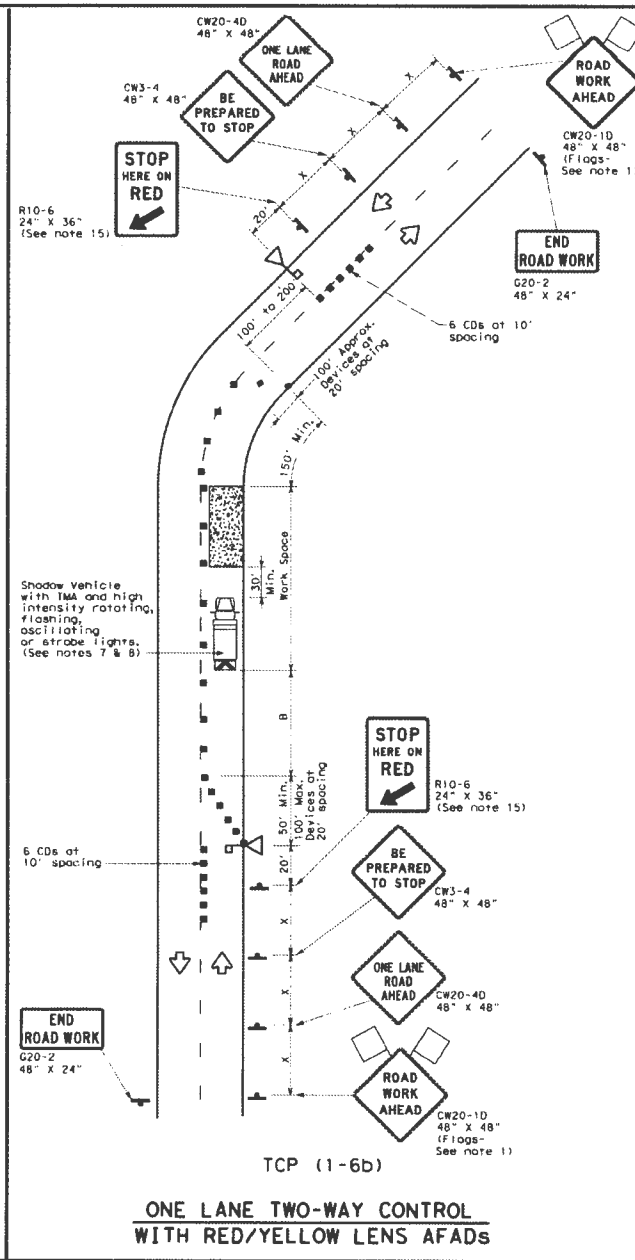 CW20-4D
48" X 48"
ONE LANE
ROAD
AHEAD
X
ROAD
WORK
AHEAD
CW3-4
48" X 48"
BE
PREPARED
TO STOP
X
CW20-1D
48" X 48"
(Flags-
See note 1
STOP
HERE ON
RED
X
20'
R10-6
24" X 36"
(See note 15)
END
ROAD WORK
G20-2
48" X 24"
100' to 200'
6 CDs at 10'
spacing
100' Approx.
Devices at
20' spacing
150' Min.
Work Space
30'
Min.
Shadow Vehicle
with TMA and high
intensity rotating,
flashing,
oscillating
or strobe lights.
(See notes 7 & 8)
B
STOP
HERE ON
RED
R10-6
24" X 36"
(See note 15)
50' Min.
100' Max.
Devices at
20' spacing
6 CDs at
10' spacing
20'
BE
PREPARED
TO STOP
CW3-4
48" X 48"
X
ONE LANE
ROAD
AHEAD
CW20-4D
48" X 48"
X
END
ROAD WORK
G20-2
48" X 24"
X
ROAD
WORK
AHEAD
CW20-1D
48" X 48"
(Flags-
See note 1)
TCP (1-6b)
ONE LANE TWO-WAY CONTROL
WITH RED/YELLOW LENS AFADs